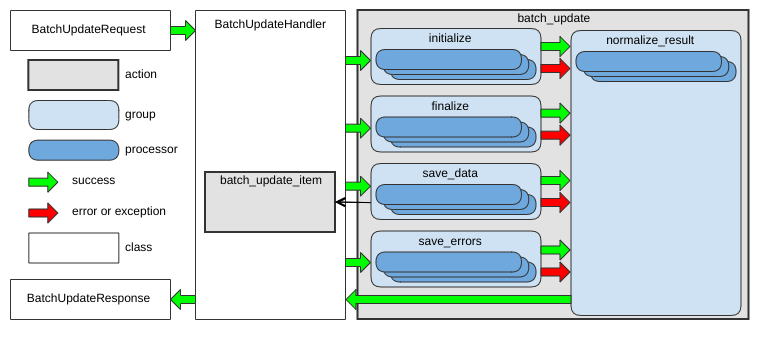 BatchUpdateRequest
BatchUpdateHandler
batch_update
initialize
normalize_result
action
group
finalize
processor
save_data
success
batch_update_item
error or exception
save_errors
class
BatchUpdateResponse